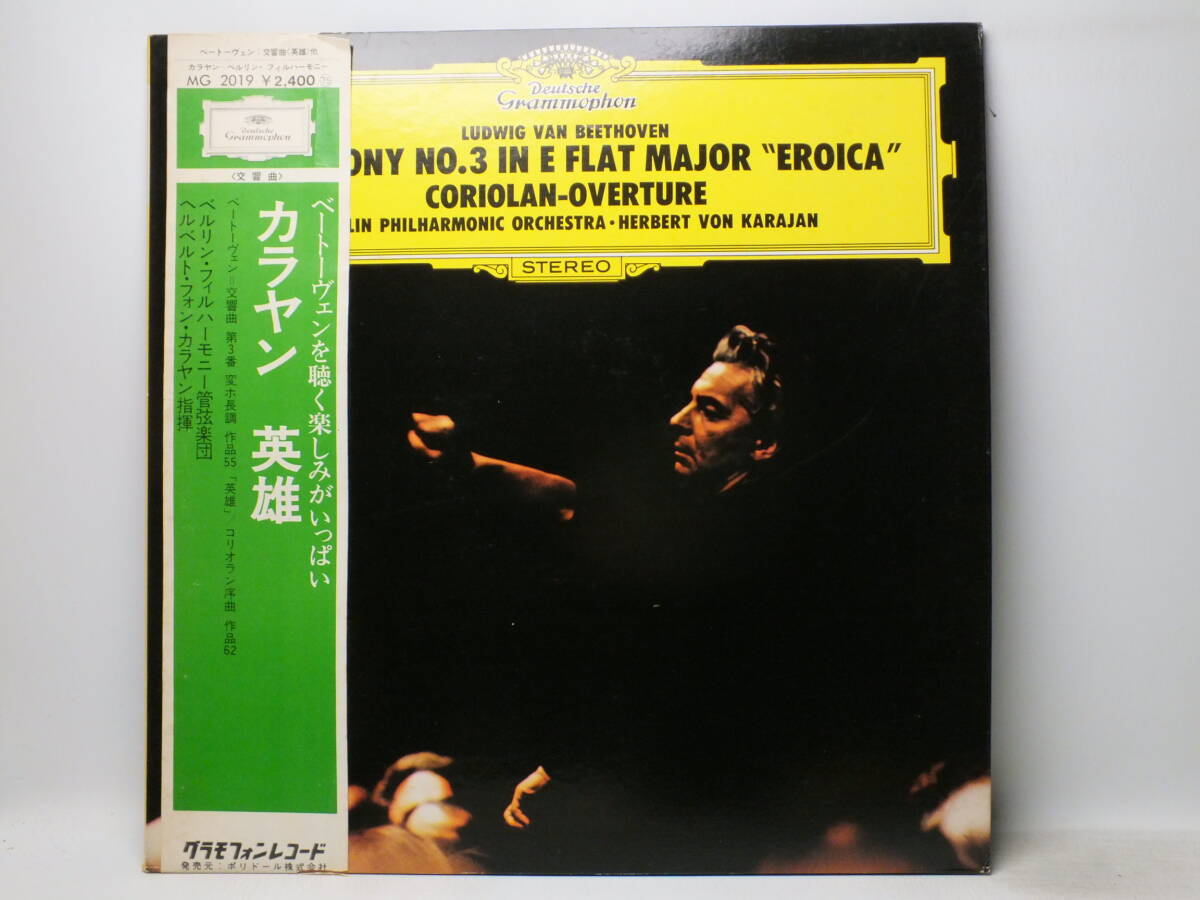 ベートーヴェン:交響曲〈英雄〉他
カラヤン-ベルリン・フィルハーモニー
MG 2019 ¥2,400
Deutsche
Grammophon
〈交響曲〉
ベートーヴェンを聴く楽しみがいっぱい
カラヤン 英雄
ベートーヴェン=交響曲 第3番 変ホ長調 作品55「英雄」/コリオラン序曲 作品62
ベルリン・フィルハーモニー管弦楽団
ヘルベルト・フォン・カラヤン指揮
グラモフォンレコード
発売元:ポリドール株式会社
Deutsche
Grammophon
LUDWIG VAN BEETHOVEN
ONY NO.3 IN E FLAT MAJOR "EROICA"
CORIOLAN-OVERTURE
LIN PHILHARMONIC ORCHESTRA・HERBERT VON KARAJAN
STEREO